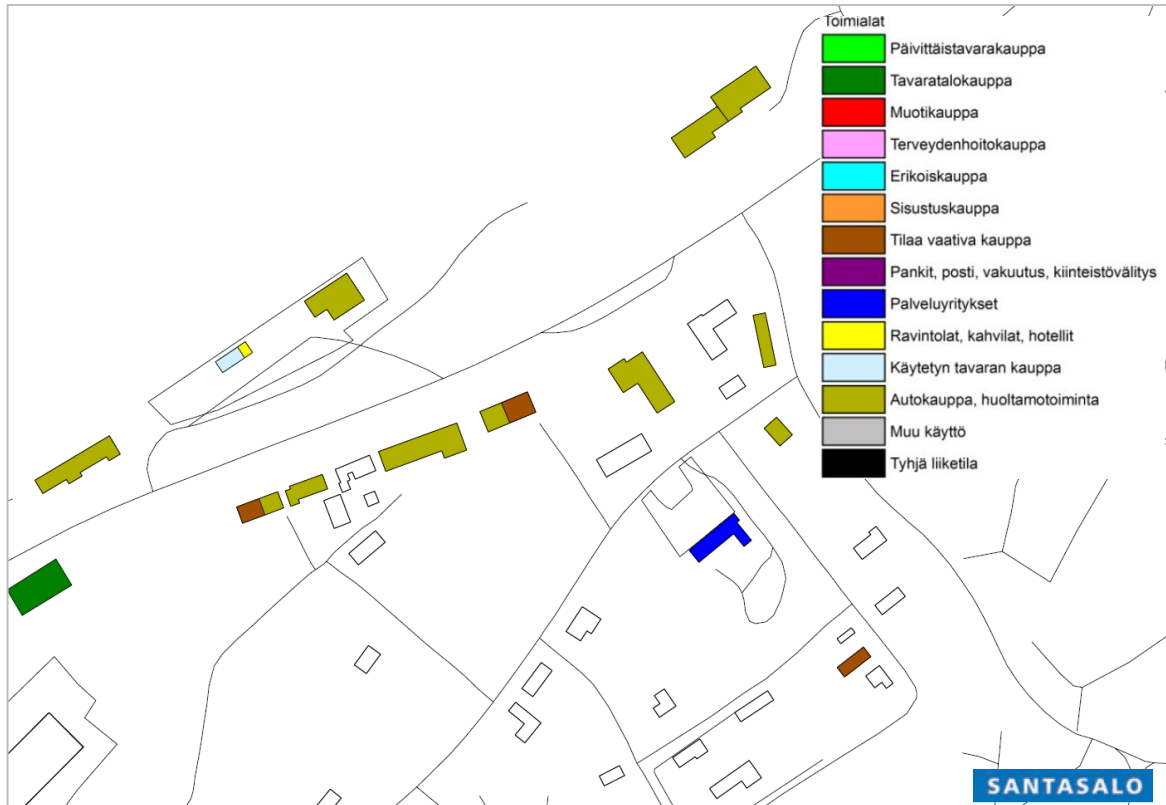 Toimialat
Päivittäistavarakauppa
Tavaratalokauppa
Muotikauppa
Terveydenhoitokauppa
Erikoiskauppa
Sisustuskauppa
Tilaa vaativa kauppa
Pankit, posti, vakuutus, kiinteistövälitys
Palveluyritykset
Ravintolat, kahvilat, hotellit
Käytetyn tavaran kauppa
Autokauppa, huoltamotoiminta
Muu käyttö
Tyhjä liiketila
SANTASALO